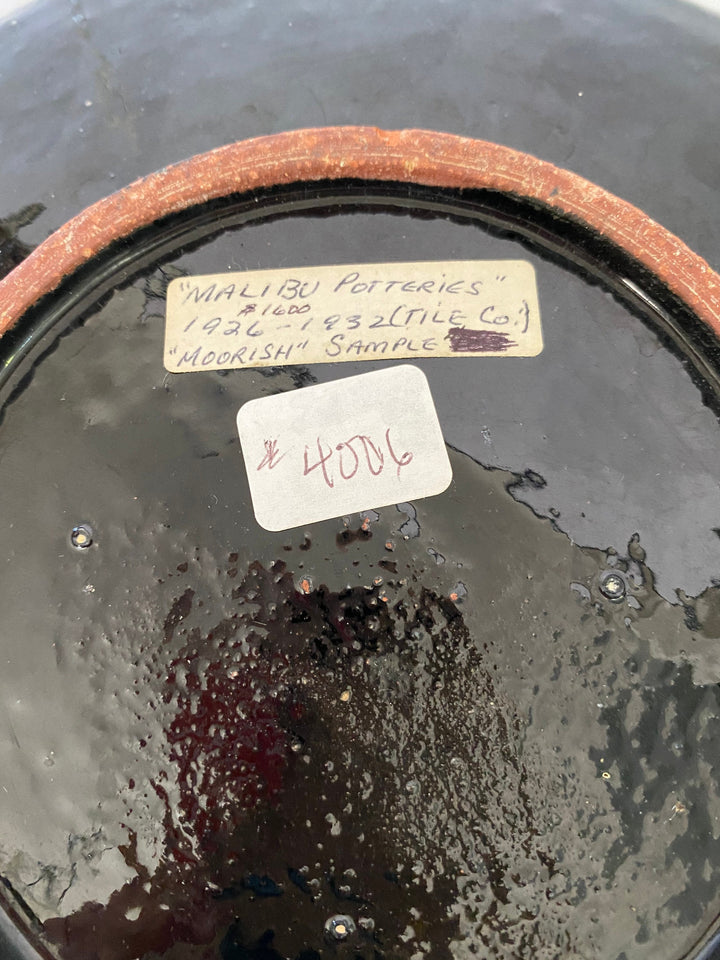 "MALIBU POTTERIES"
$1600
1926-1932 (TILE CO.)
"MOORISH" SAMPLE
4006